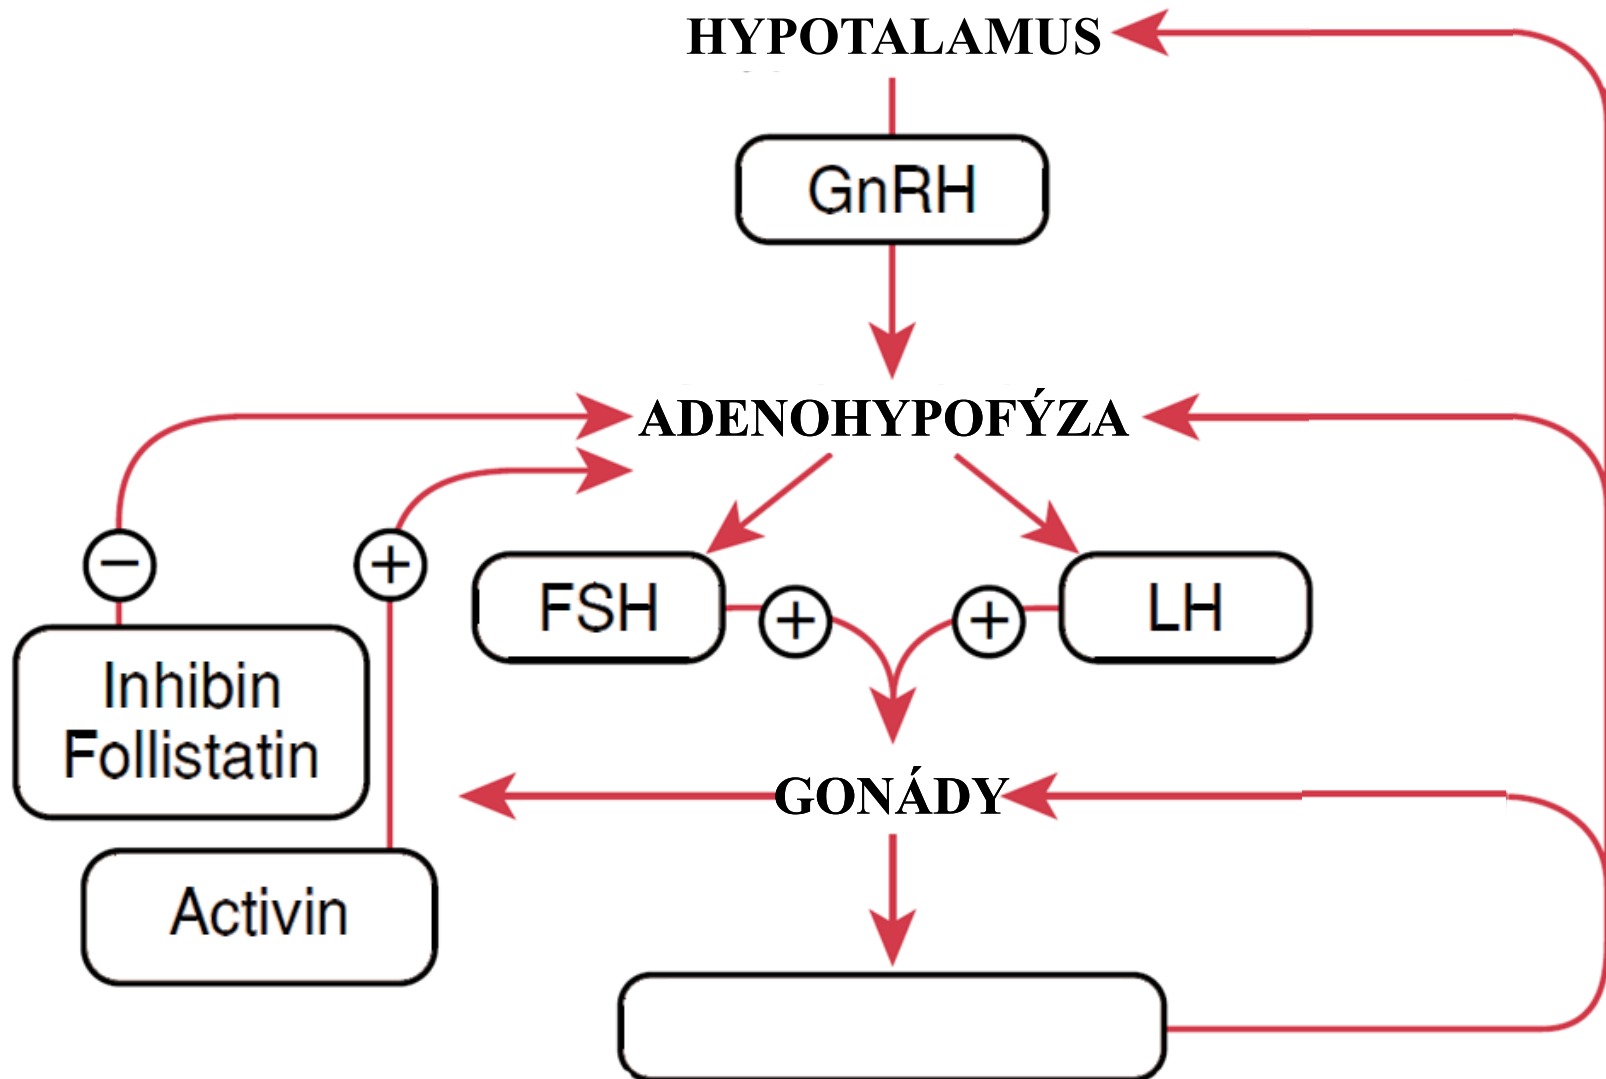 HYPOTALAMUS
GnRH
ADENOHYPOFÝZA
−
+
FSH
+
+
LH
Inhibin
Follistatin
GONÁDY
Activin